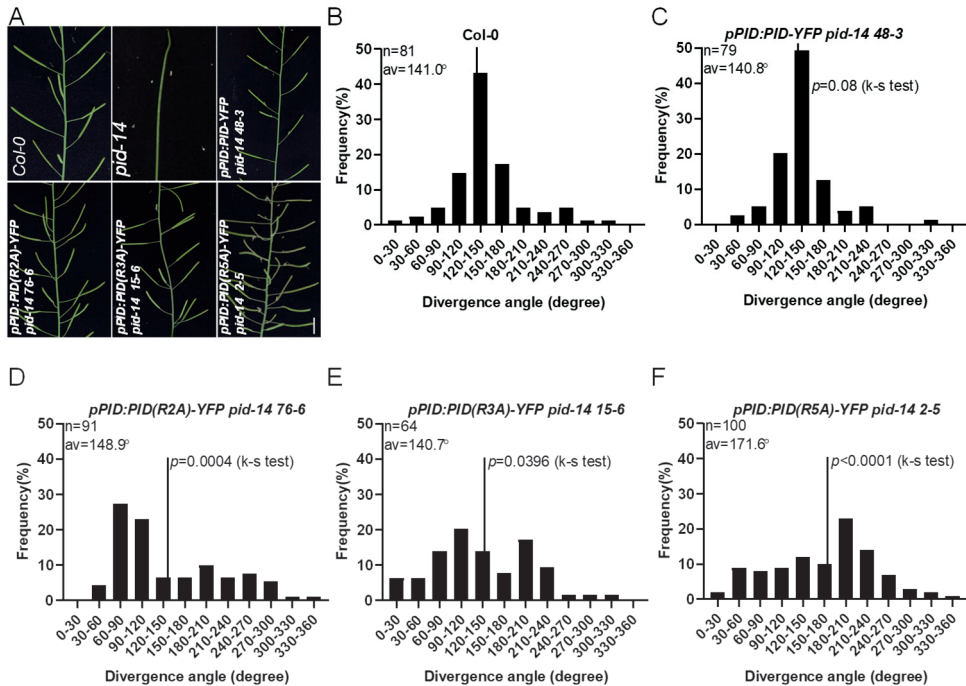 A
Col-0
pid-14
pPID:PID-YFP
pid-14 48-3
pPID:PID(R2A)-YFP
pid-14 76-6
pPID:PID(R3A)-YFP
pid-14 15-6
pPID:PID(R5A)-YFP
pid-14 2-5
B
Col-0
n=81
av=141.0°
50
40
30
20
10
0
Frequency(%)
0-30
30-60
60-90
90-120
120-150
150-180
180-210
210-240
240-270
270-300
300-330
330-360
Divergence angle (degree)
C
pPID:PID-YFP pid-14 48-3
n=79
av=140.8°
p=0.08 (k-s test)
50
40
30
20
10
0
Frequency(%)
0-30
30-60
60-90
90-120
120-150
150-180
180-210
210-240
240-270
270-300
300-330
330-360
Divergence angle (degree)
D
pPID:PID(R2A)-YFP pid-14 76-6
n=91
av=148.9°
p=0.0004 (k-s test)
50
40
30
20
10
0
Frequency(%)
0-30
30-60
60-90
90-120
120-150
150-180
180-210
210-240
240-270
270-300
300-330
330-360
Divergence angle (degree)
E
pPID:PID(R3A)-YFP pid-14 15-6
n=64
av=140.7°
p=0.0396 (k-s test)
50
40
30
20
10
0
Frequency(%)
0-30
30-60
60-90
90-120
120-150
150-180
180-210
210-240
240-270
270-300
300-330
330-360
Divergence angle (degree)
F
pPID:PID(R5A)-YFP pid-14 2-5
n=100
av=171.6°
p<0.0001 (k-s test)
50
40
30
20
10
0
Frequency(%)
0-30
30-60
60-90
90-120
120-150
150-180
180-210
210-240
240-270
270-300
300-330
330-360
Divergence angle (degree)